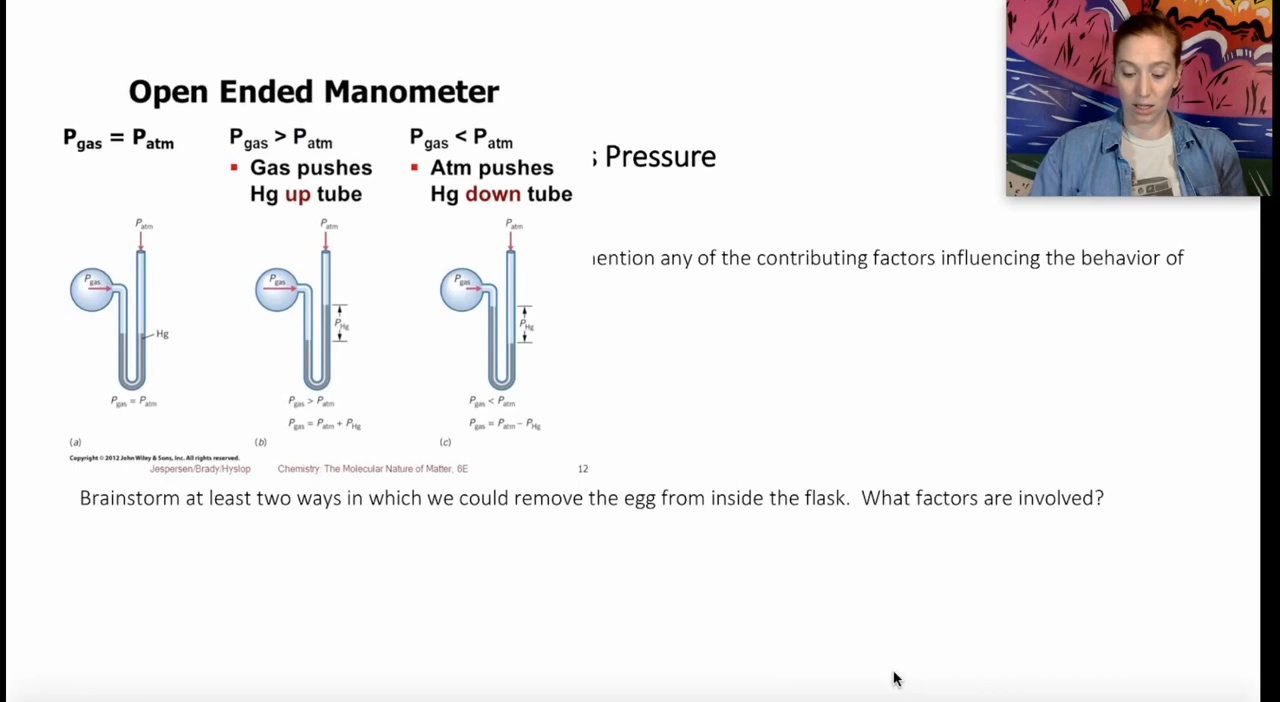 Open Ended Manometer
Pgas = Patm
Pgas > Patm
Pgas < Patm
▪ Gas pushes
Hg up tube
▪ Atm pushes
Hg down tube
Pressure
Patm
Patm
Patm
ention any of the contributing factors influencing the behavior of
Pgas
Pgas
Pgas
Hg
PHg
PHg
Pgas = Patm
Pgas > Patm
Pgas < Patm
Pgas = Patm + PHg
Pgas = Patm − PHg
(a)
(b)
(c)
Copyright © 2012 John Wiley & Sons, Inc. All rights reserved.
Jespersen/Brady/Hyslop Chemistry: The Molecular Nature of Matter, 6E 12
Brainstorm at least two ways in which we could remove the egg from inside the flask. What factors are involved?